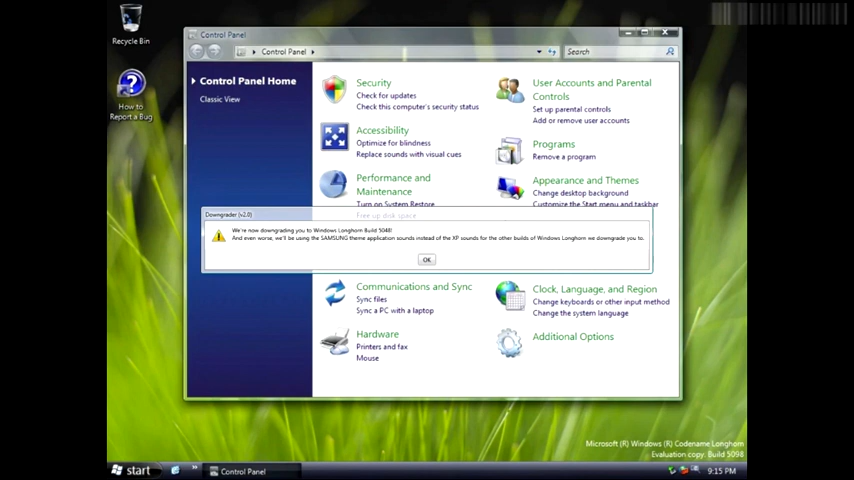 Recycle Bin
How to
Report a Bug
Control Panel
Control Panel
Search
Control Panel Home
Classic View
Security
Check for updates
Check this computer's security status
Accessibility
Optimize for blindness
Replace sounds with visual cues
Performance and
Maintenance
Turn on System Restore
Free up disk space
User Accounts and Parental
Controls
Set up parental controls
Add or remove user accounts
Programs
Remove a program
Appearance and Themes
Change desktop background
Customize the Start menu and taskbar
Downgrader (v2.0)
We're now downgrading you to Windows Longhorn Build 5048!
And even worse, we'll be using the SAMSUNG theme application sounds instead of the XP sounds for the other builds of Windows Longhorn we downgrade you to.
OK
Communications and Sync
Sync files
Sync a PC with a laptop
Hardware
Printers and fax
Mouse
Clock, Language, and Region
Change keyboards or other input method
Change the system language
Additional Options
Microsoft (R) Windows (R) Codename Longhorn
Evaluation copy. Build 5098
start
Control Panel
9:15 PM